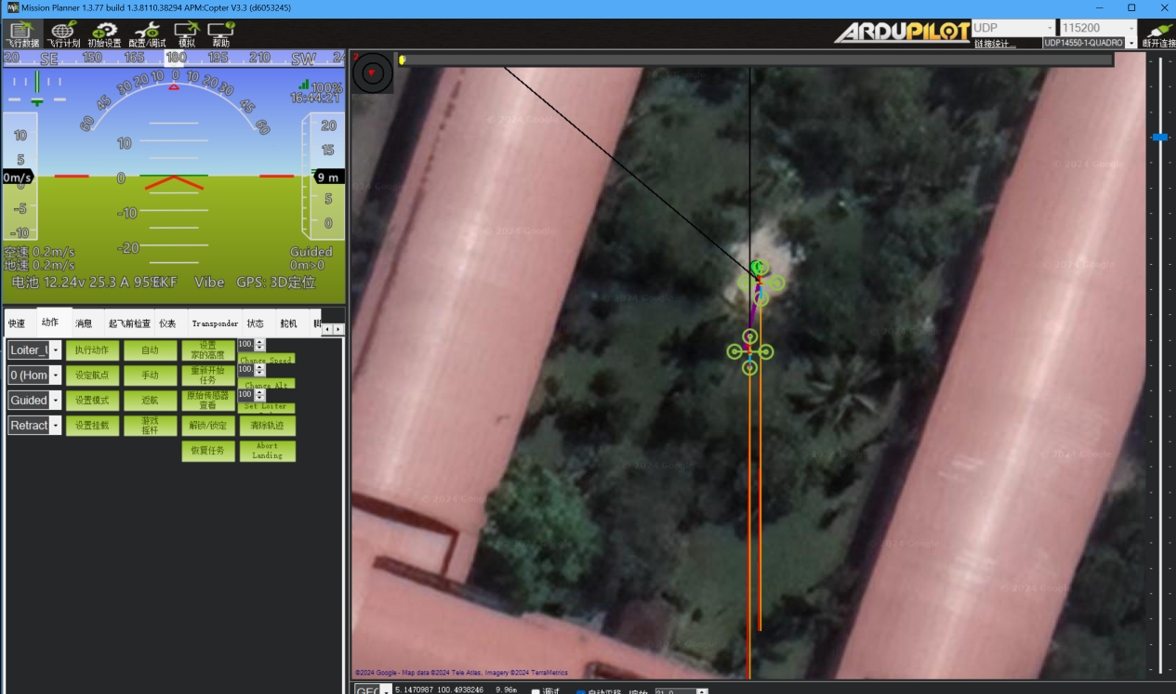 Mission Planner 1.3.77 build 1.3.8110.38294 APM:Copter V3.3 (d6053245)
飞行数据 飞行计划 初始设置 配置/调试 模拟 帮助
ARDUPILOT UDP 115200
链接统计... UDP14550-1-QUADRO 断开连接
SE 150 165 180 195 210 SW
60 45 30 20 10 0 10 20 30 45 60
100%
16:44:21
10 10 20
5 15
0m/s 0 9 m
-5 -10 5
-10 -20 0
空速 0.2m/s Guided
地速 0.2m/s 0m>0
电池 12.24v 25.3 A 95% EKF Vibe GPS: 3D定位
快速 动作 消息 起飞前检查 仪表 Transponder 状态 舵机
Loiter_ 执行动作 自动 设置家的高度 100. Change Speed
0 (Hom 设定航点 手动 重新开始任务 100. Change Alt
Guided 设置模式 返航 原始传感器查看 100 Set Loiter
Retract 设置挂载 游戏摇杆 解锁/锁定 清除轨迹
恢复任务 Abort Landing
©2024 Google - Map data ©2024 Tele Atlas, Imagery ©2024 TerraMetrics
GEO 5.1470987 100.4938246 9.96m 调试 自动平移 缩放